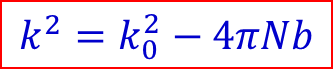 k² = k₀² − 4πNb